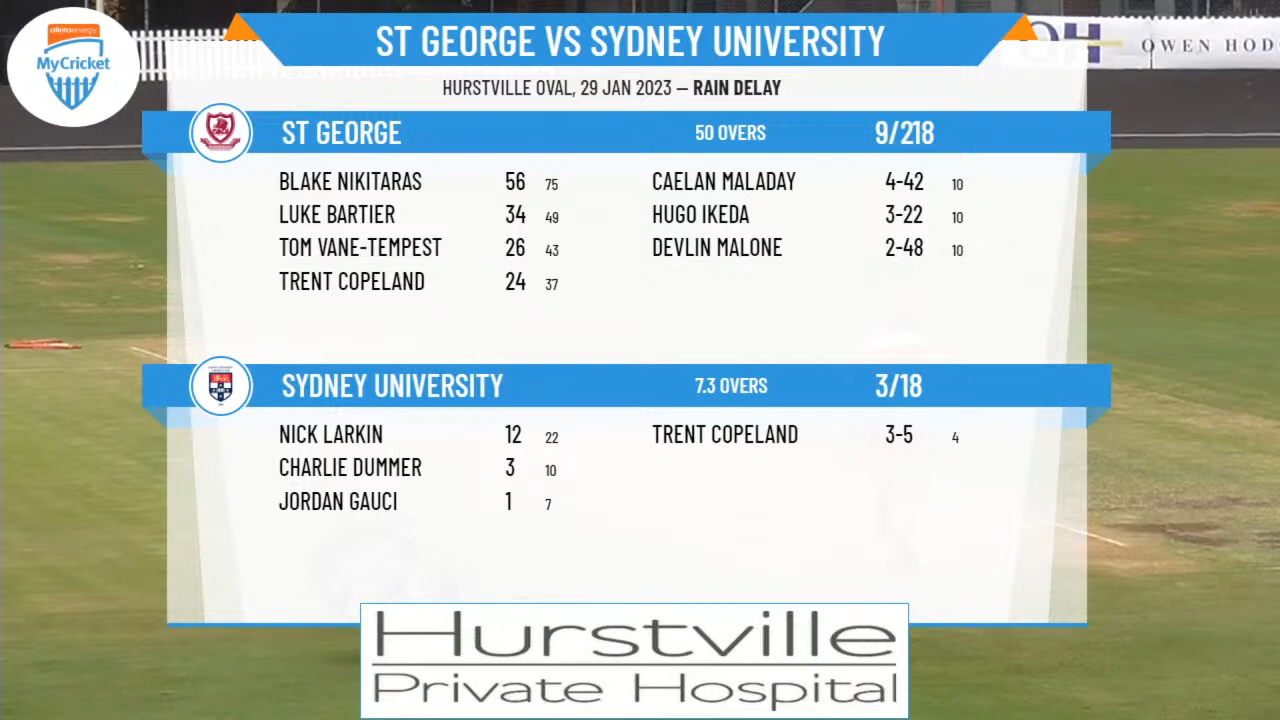 alintaenergy
MyCricket
OWEN HOD
ST GEORGE VS SYDNEY UNIVERSITY
HURSTVILLE OVAL, 29 JAN 2023 – RAIN DELAY
ST GEORGE 50 OVERS 9/218
BLAKE NIKITARAS 56 75 CAELAN MALADAY 4-42 10
LUKE BARTIER 34 49 HUGO IKEDA 3-22 10
TOM VANE-TEMPEST 26 43 DEVLIN MALONE 2-48 10
TRENT COPELAND 24 37
SYDNEY UNIVERSITY 7.3 OVERS 3/18
NICK LARKIN 12 22 TRENT COPELAND 3-5 4
CHARLIE DUMMER 3 10
JORDAN GAUCI 1 7
Hurstville
Private Hospital